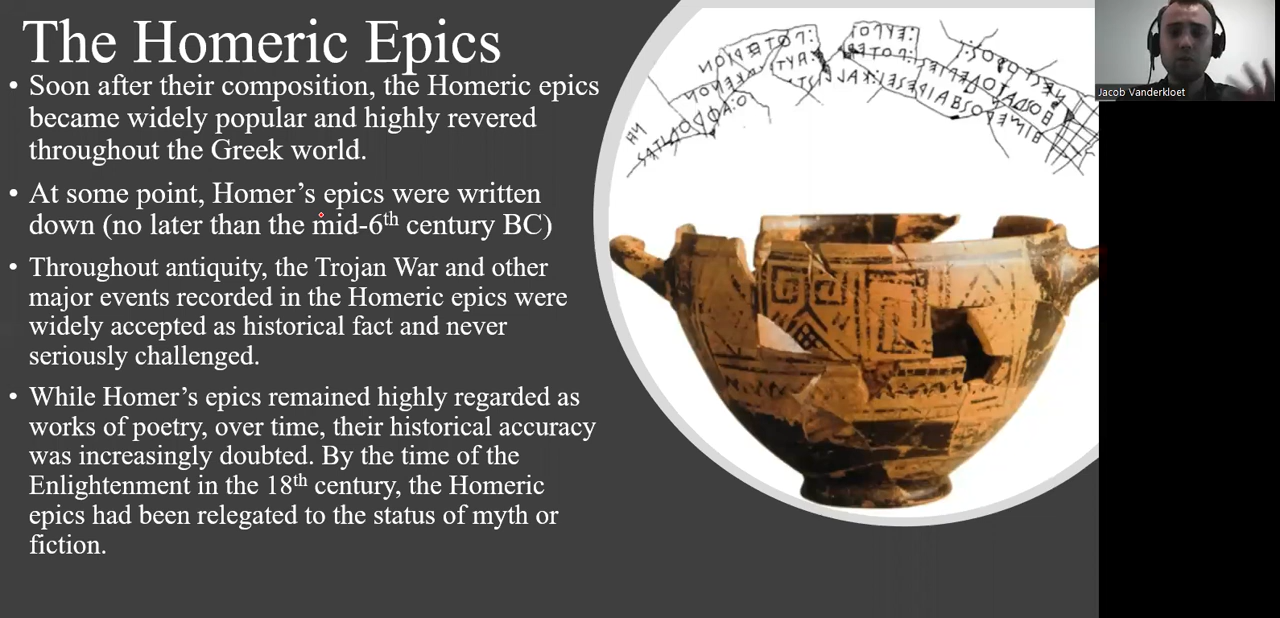 The Homeric Epics
• Soon after their composition, the Homeric epics
became widely popular and highly revered
throughout the Greek world.
• At some point, Homer’s epics were written
down (no later than the mid-6th century BC)
• Throughout antiquity, the Trojan War and other
major events recorded in the Homeric epics were
widely accepted as historical fact and never
seriously challenged.
• While Homer’s epics remained highly regarded as
works of poetry, over time, their historical accuracy
was increasingly doubted. By the time of the
Enlightenment in the 18th century, the Homeric
epics had been relegated to the status of myth or
fiction.
Jacob Vanderkloet